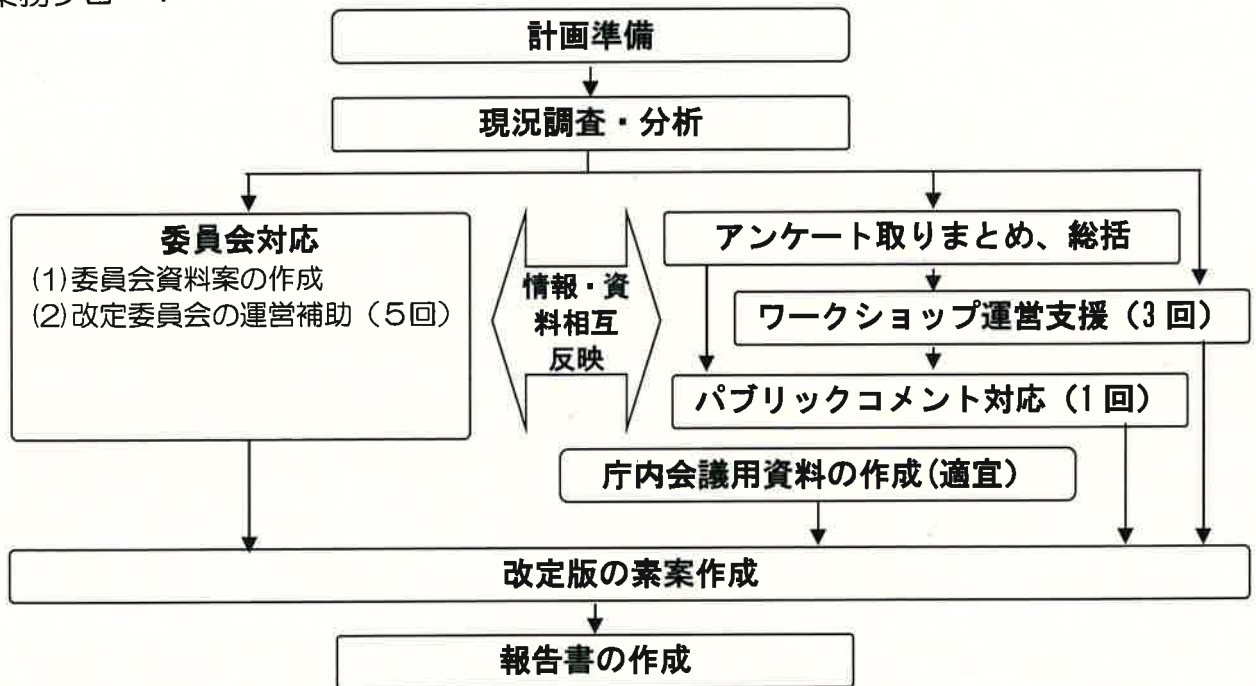 計画準備
現況調査・分析
委員会対応
(1)委員会資料案の作成
(2)改定委員会の運営補助（5回）
情報・資
料相互
反映
アンケート取りまとめ、総括
ワークショップ運営支援（3回）
パブリックコメント対応（1回）
庁内会議用資料の作成(適宜）
改定版の素案作成
報告書の作成